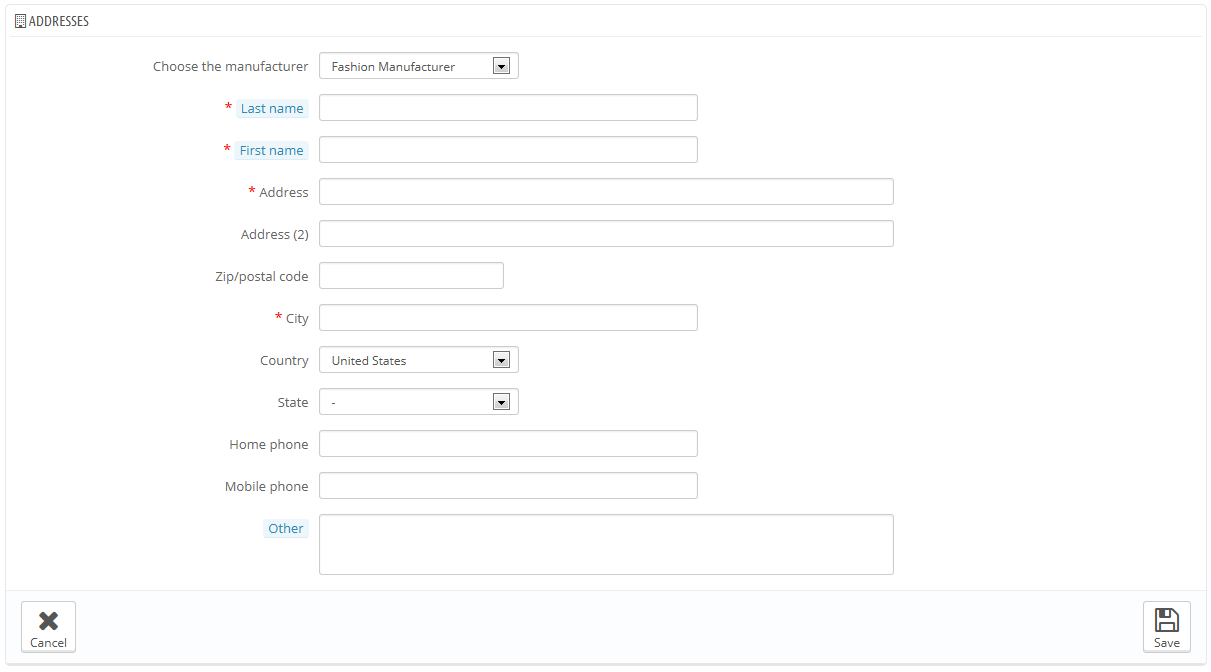 ADDRESSES
Choose the manufacturer Fashion Manufacturer
* Last name
* First name
* Address
Address (2)
Zip/postal code
* City
Country United States
State -
Home phone
Mobile phone
Other
Cancel Save